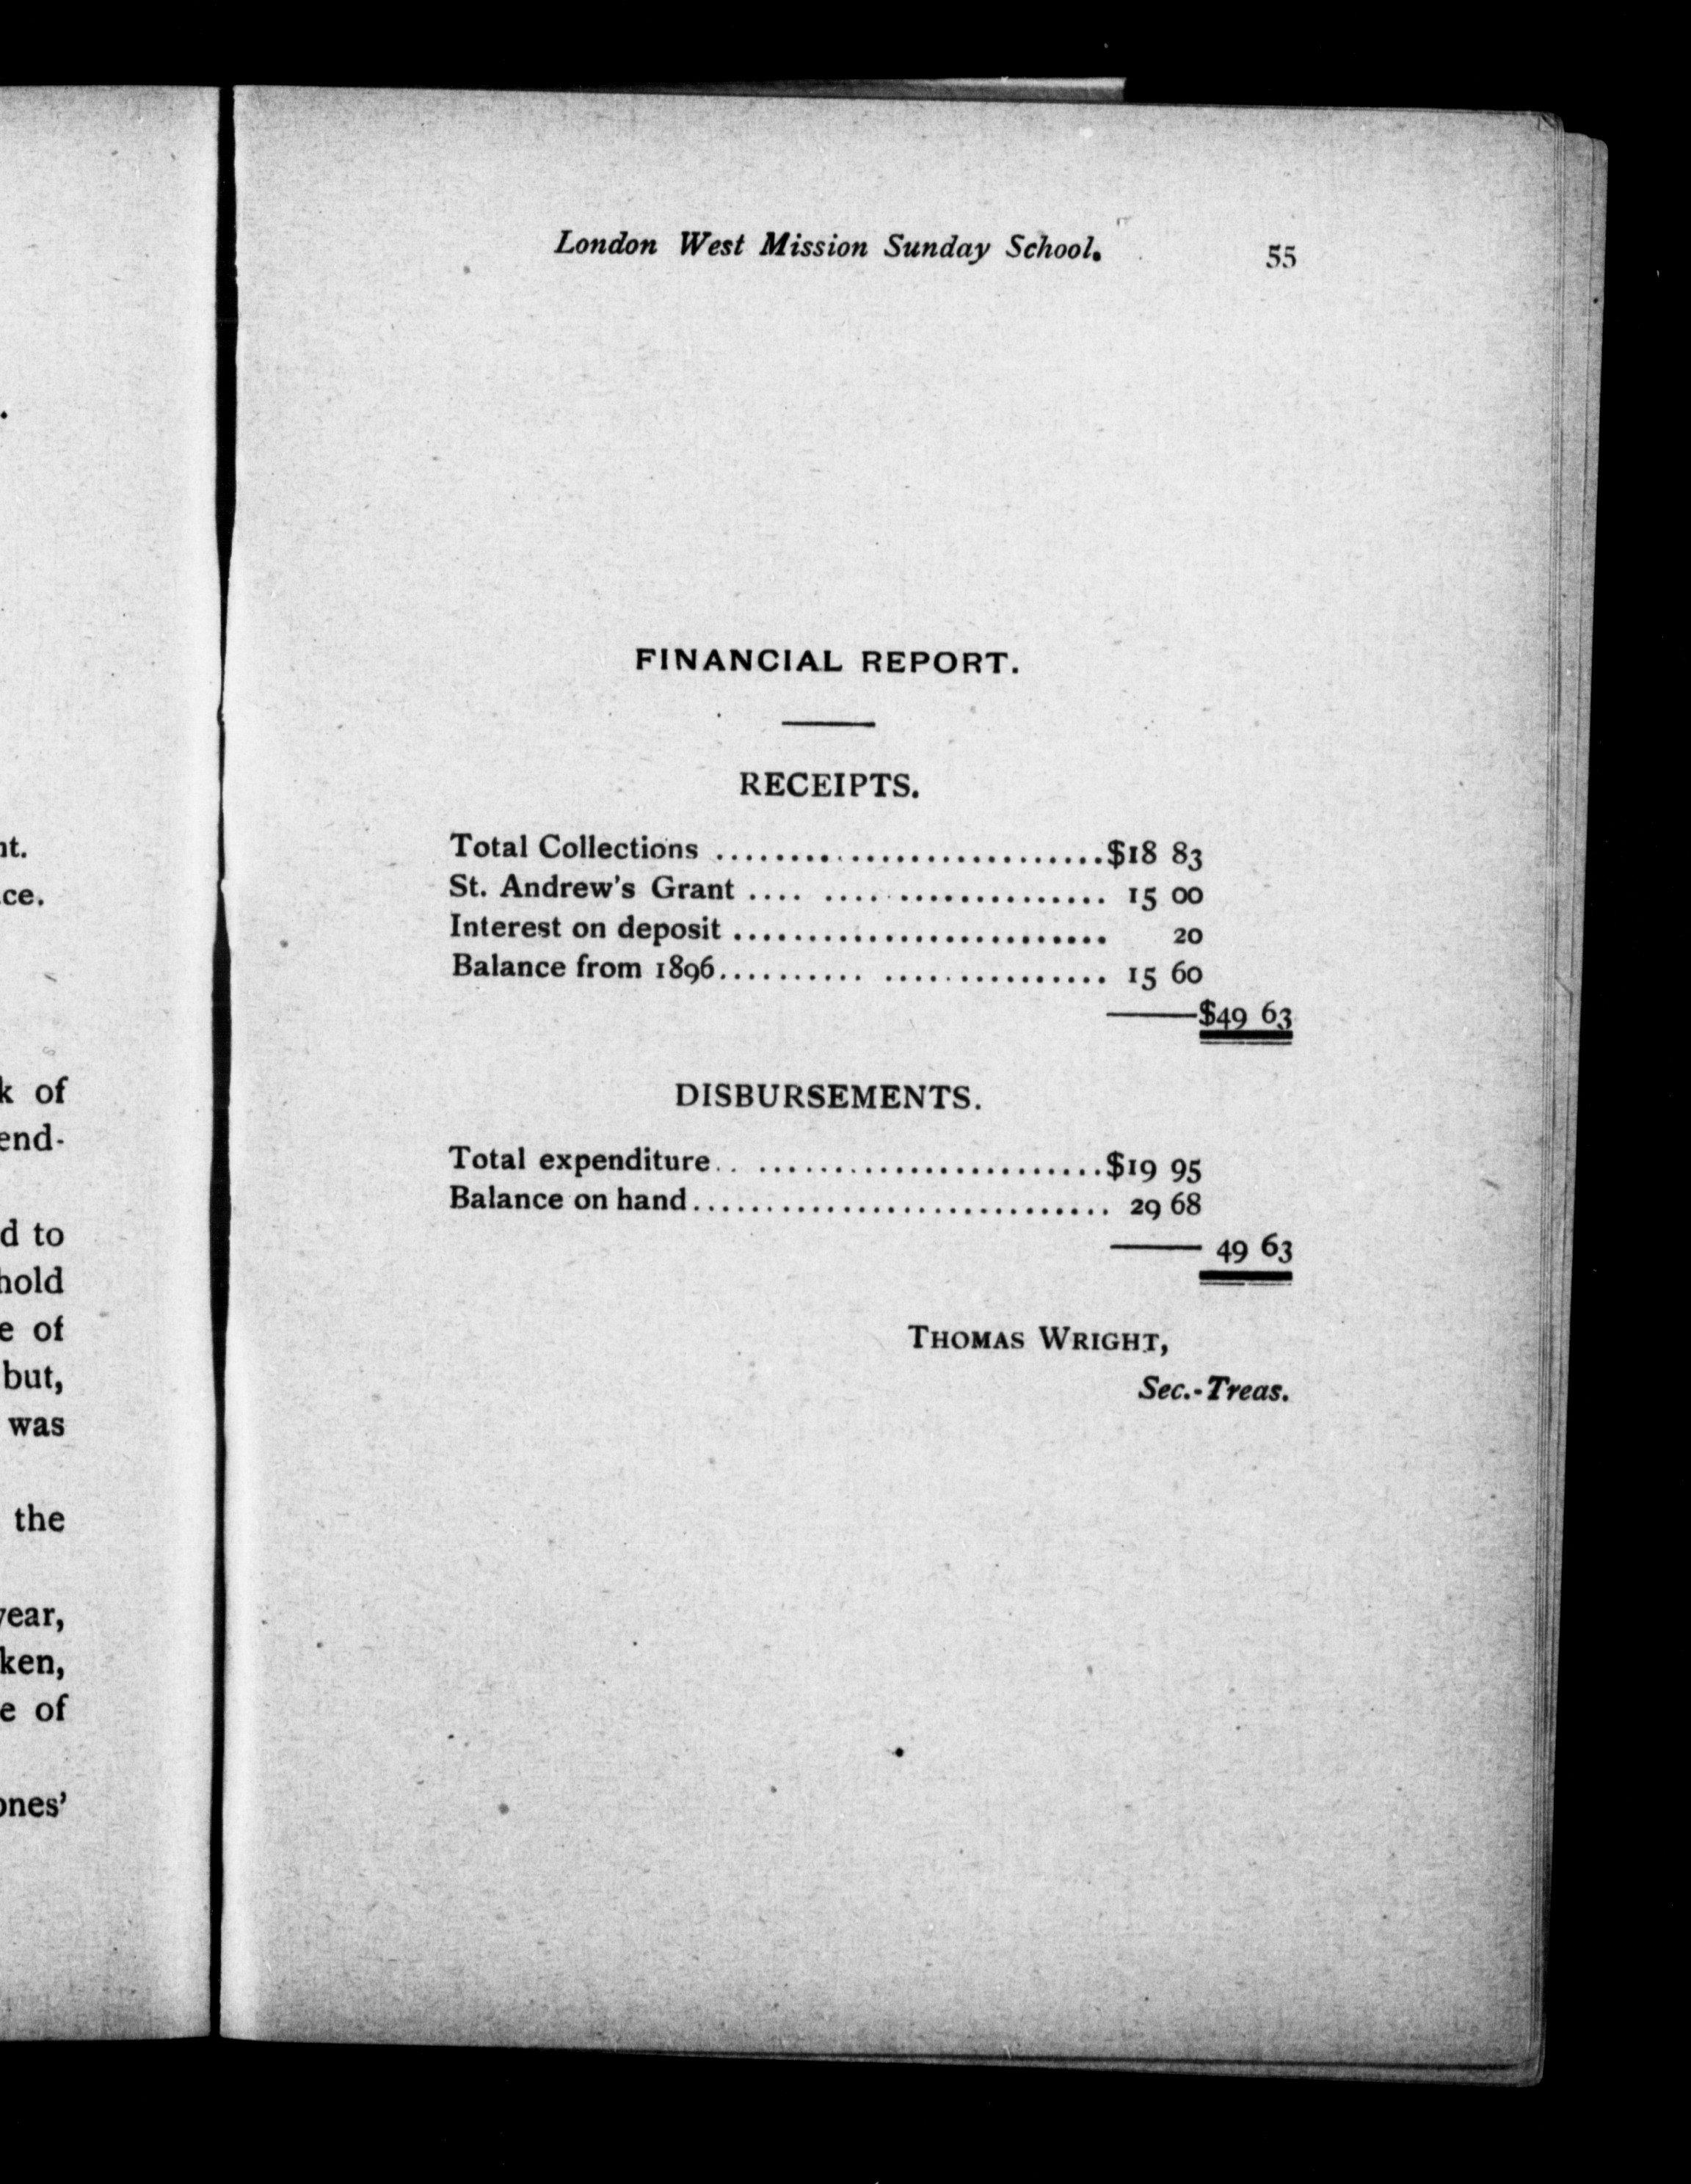 London West Mission Sunday School. 55
FINANCIAL REPORT.
RECEIPTS.
Total Collections ............................$18 83
St. Andrew's Grant .... .................... 15 00
Interest on deposit .......................... 20
Balance from 1896.......... ............... 15 60
$49 63
DISBURSEMENTS.
Total expenditure.. ........................$19 95
Balance on hand............................. 29 68
49 63
THOMAS WRIGHT,
Sec.-Treas.
ce.
k of
end-
d to
hold
e of
but,
was
the
year,
ken,
e of
ones'